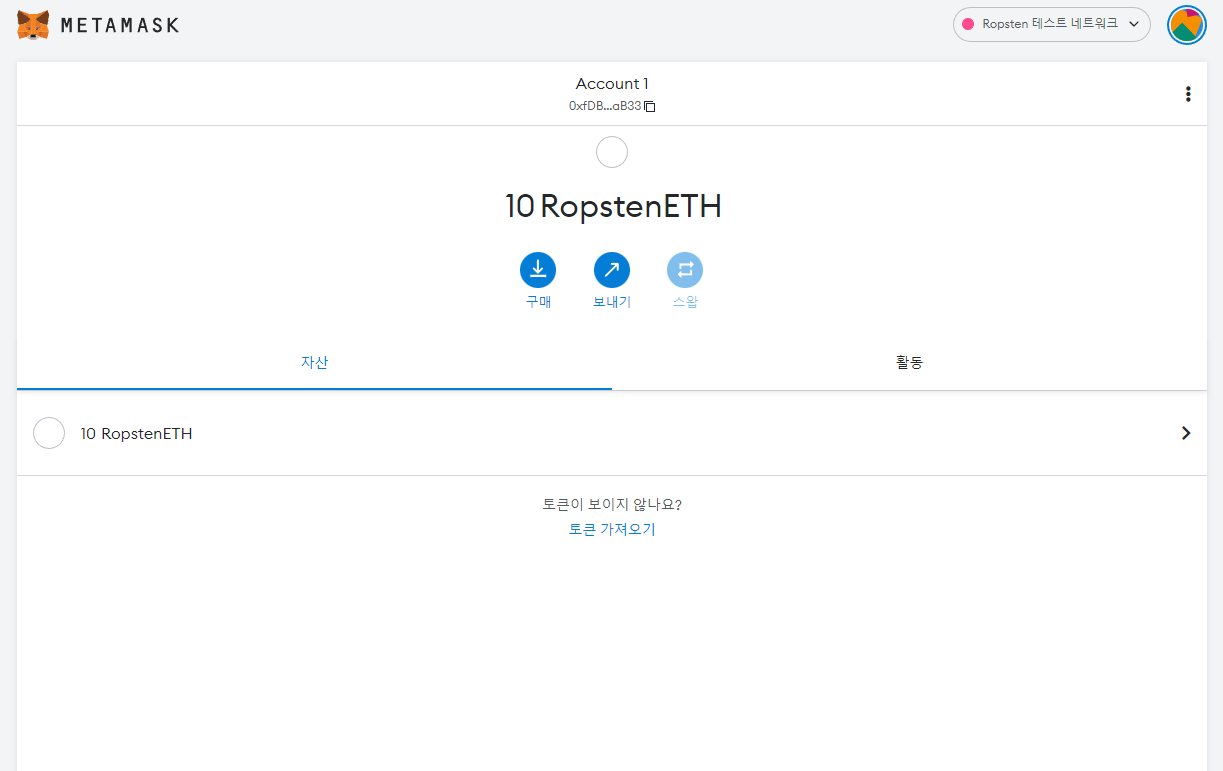 METAMASK
Ropsten 테스트 네트워크
Account 1
0xfDB...aB33
10 RopstenETH
구매
보내기
스왑
자산
활동
10 RopstenETH
토큰이 보이지 않나요?
토큰 가져오기